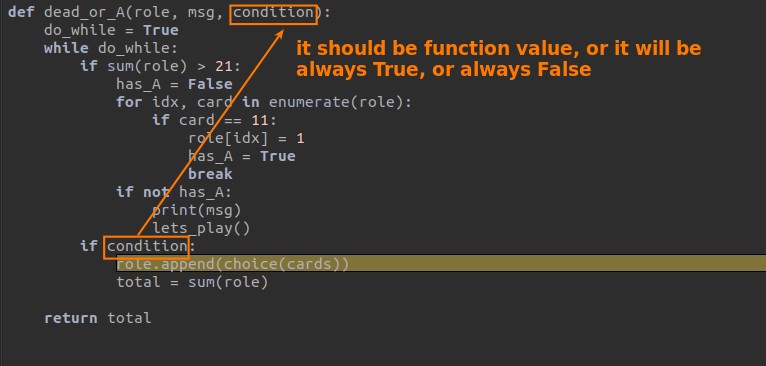 def dead_or_A(role, msg, condition):
    do_while = True
    while do_while:
        if sum(role) > 21:
            has_A = False
            for idx, card in enumerate(role):
                if card == 11:
                    role[idx] = 1
                    has_A = True
                    break
            if not has_A:
                print(msg)
                lets_play()
        if condition:
            role.append(choice(cards))
            total = sum(role)
    return total
it should be function value, or it will be
always True, or always False